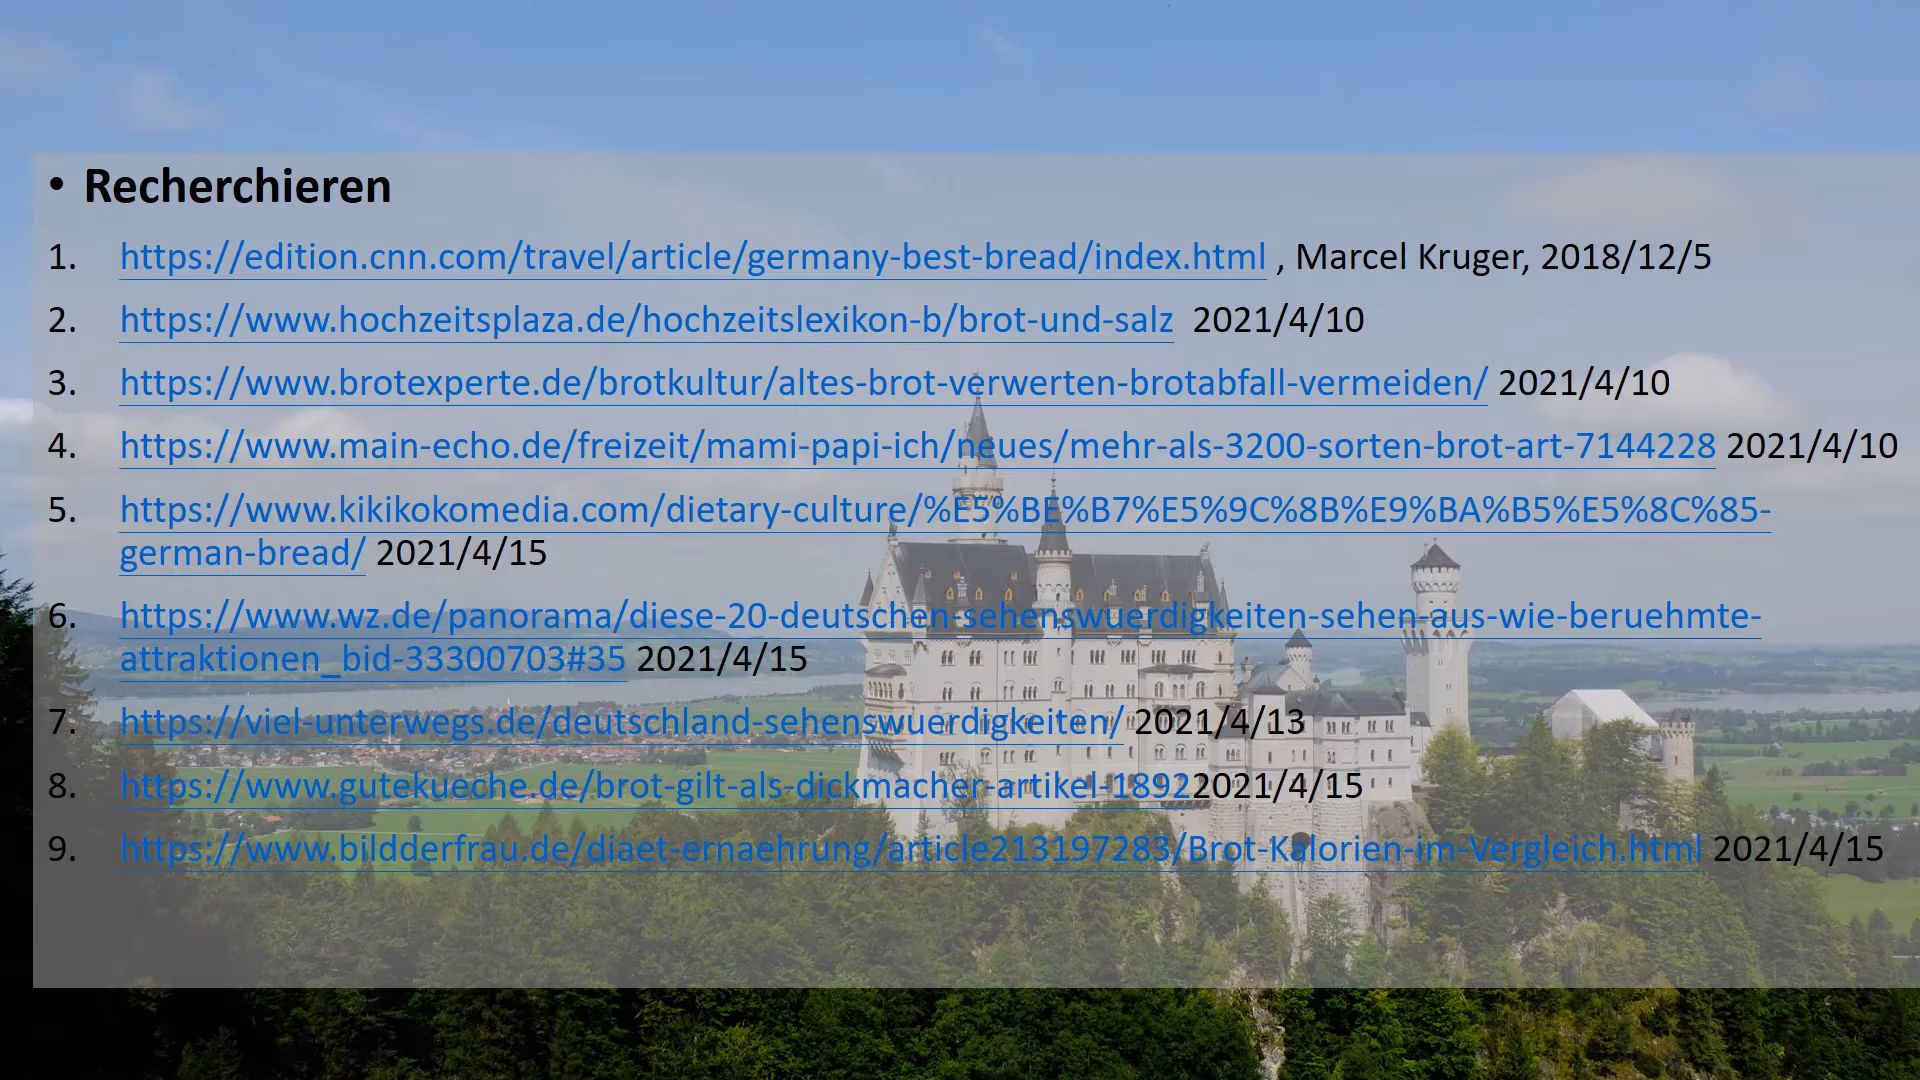 • Recherchieren
1. https://edition.cnn.com/travel/article/germany-best-bread/index.html , Marcel Kruger, 2018/12/5
2. https://www.hochzeitsplaza.de/hochzeitslexikon-b/brot-und-salz 2021/4/10
3. https://www.brotexperte.de/brotkultur/altes-brot-verwerten-brotabfall-vermeiden/ 2021/4/10
4. https://www.main-echo.de/freizeit/mami-papi-ich/neues/mehr-als-3200-sorten-brot-art-7144228 2021/4/10
5. https://www.kikikokomedia.com/dietary-culture/%E5%BE%B7%E5%9C%8B%E9%BA%B5%E5%8C%85-
german-bread/ 2021/4/15
6. https://www.wz.de/panorama/diese-20-deutschen-sehenswuerdigkeiten-sehen-aus-wie-beruehmte-
attraktionen_bid-33300703#35 2021/4/15
7. https://viel-unterwegs.de/deutschland-sehenswuerdigkeiten/ 2021/4/13
8. https://www.gutekueche.de/brot-gilt-als-dickmacher-artikel-1892 2021/4/15
9. https://www.bildderfrau.de/diaet-ernaehrung/article213197283/Brot-Kalorien-im-Vergleich.html 2021/4/15